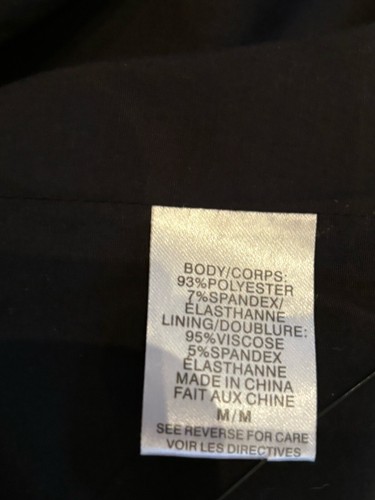 BODY/CORPS:
93%POLYESTER
7%SPANDEX/
ÉLASTHANNE
LINING/DOUBLURE:
95%VISCOSE
5%SPANDEX
ÉLASTHANNE
MADE IN CHINA
FAIT AUX CHINE
M/M
SEE REVERSE FOR CARE
VOIR LES DIRECTIVES